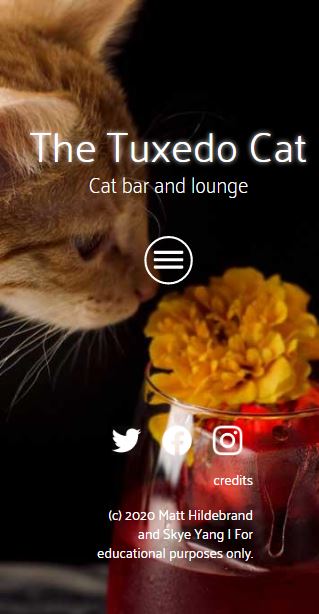 The Tuxedo Cat
Cat bar and lounge
credits
(c) 2020 Matt Hildebrand
and Skye Yang | For
educational purposes only.